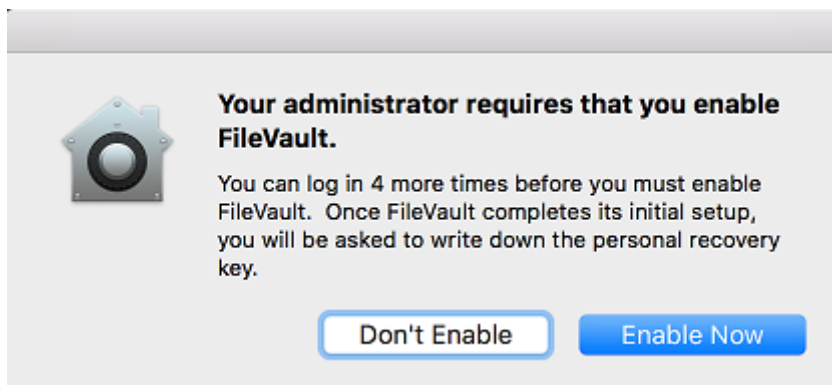 Your administrator requires that you enable
FileVault.
You can log in 4 more times before you must enable
FileVault.  Once FileVault completes its initial setup,
you will be asked to write down the personal recovery
key.
Don't Enable
Enable Now